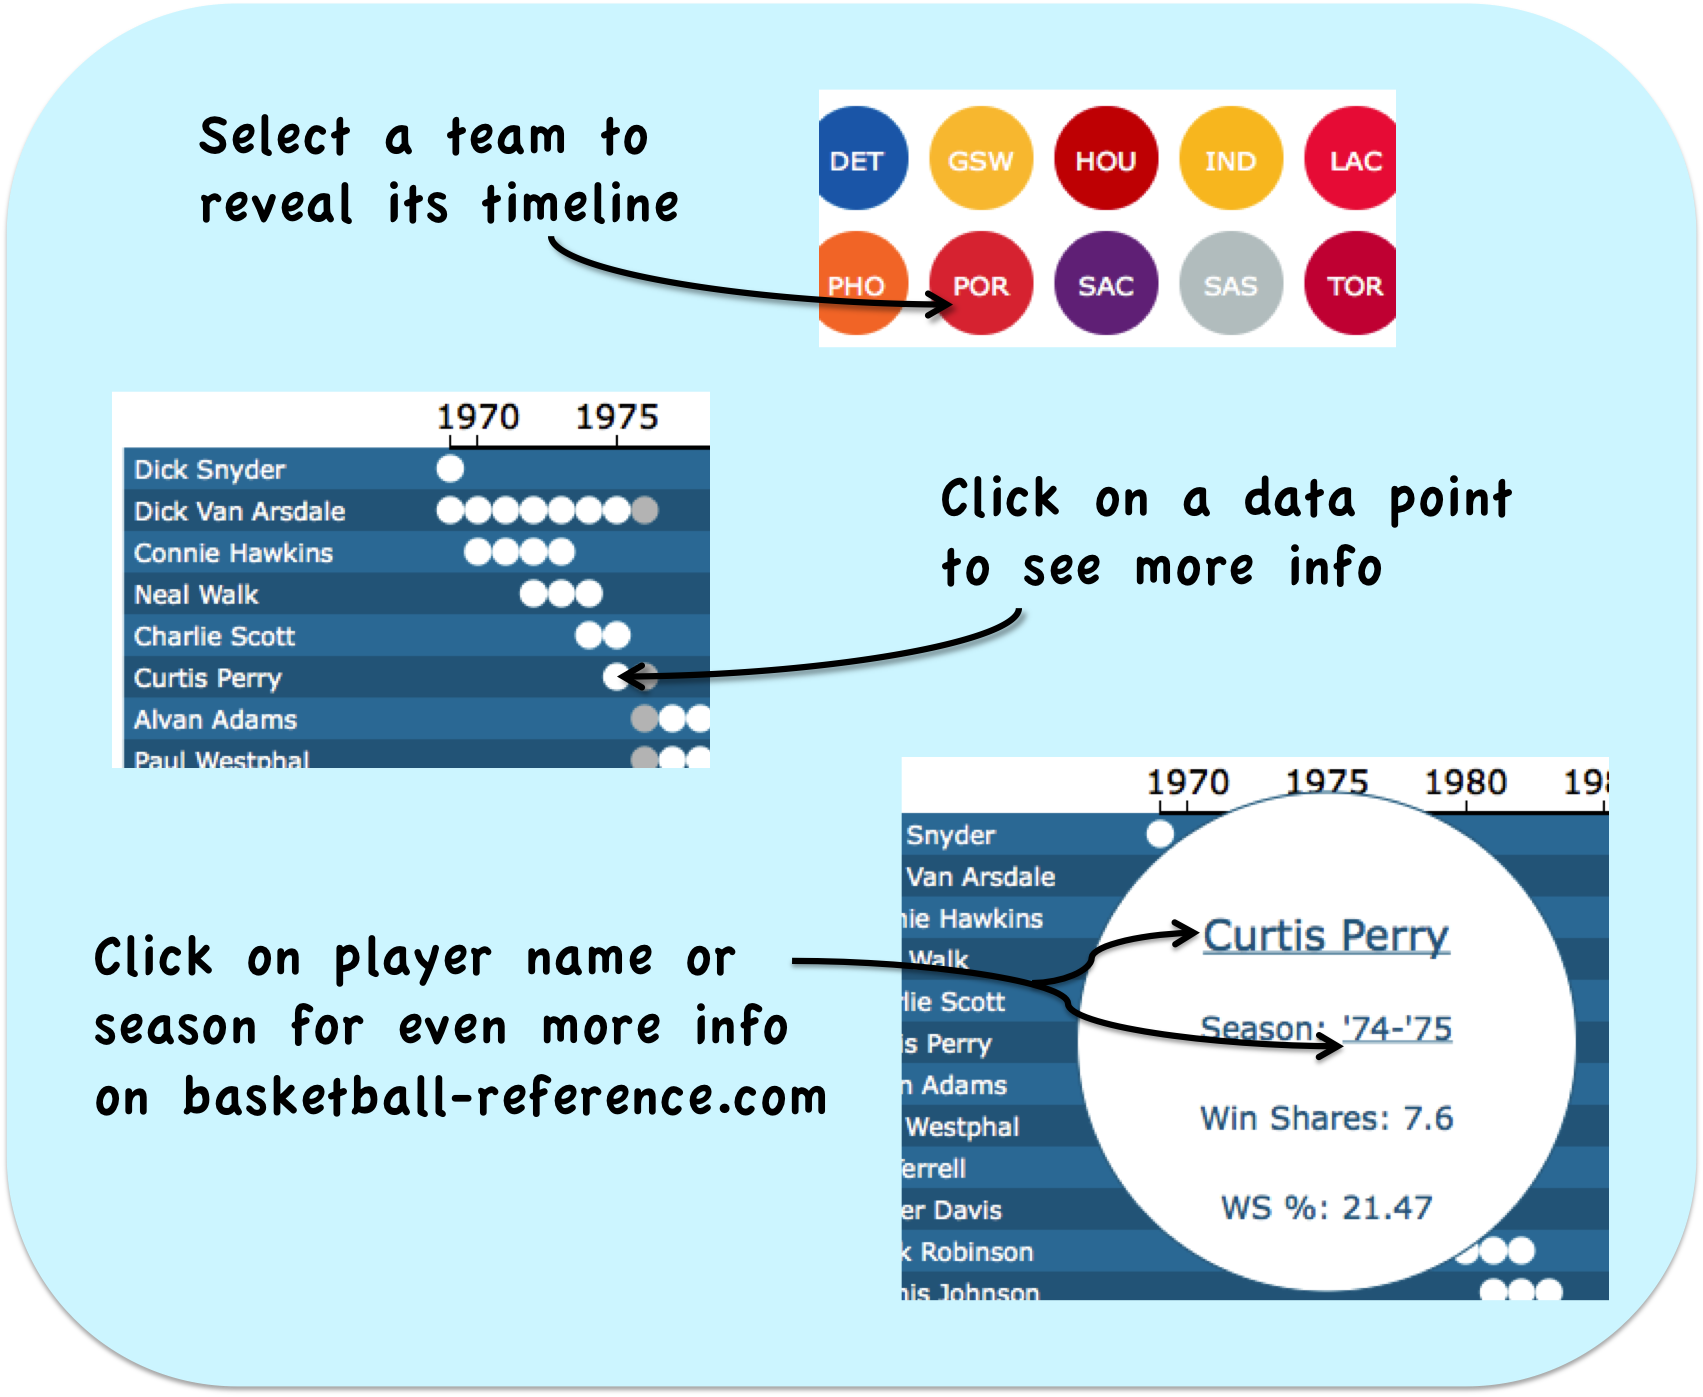 Select a team to
reveal its timeline
DET GSW HOU IND LAC
PHO POR SAC SAS TOR
1970 1975
Dick Snyder
Dick Van Arsdale
Connie Hawkins
Neal Walk
Charlie Scott
Curtis Perry
Alvan Adams
Paul Westphal
Click on a data point
to see more info
Click on player name or
season for even more info
on basketball-reference.com
1970 1975 1980 198
Snyder
Van Arsdale
nie Hawkins
Walk
rlie Scott
is Perry
n Adams
Westphal
Ferrell
er Davis
k Robinson
nis Johnson
Curtis Perry
Season: '74-'75
Win Shares: 7.6
WS %: 21.47